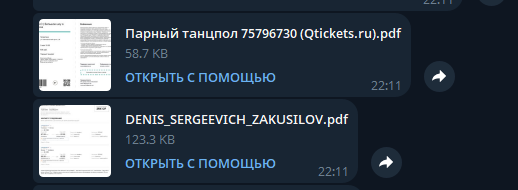 22:11
Парный танцпол 75796730 (Qtickets.ru).pdf
58.7 KB
ОТКРЫТЬ С ПОМОЩЬЮ
22:11
DENIS_SERGEEVICH_ZAKUSILOV.pdf
123.3 KB
ОТКРЫТЬ С ПОМОЩЬЮ
22:11